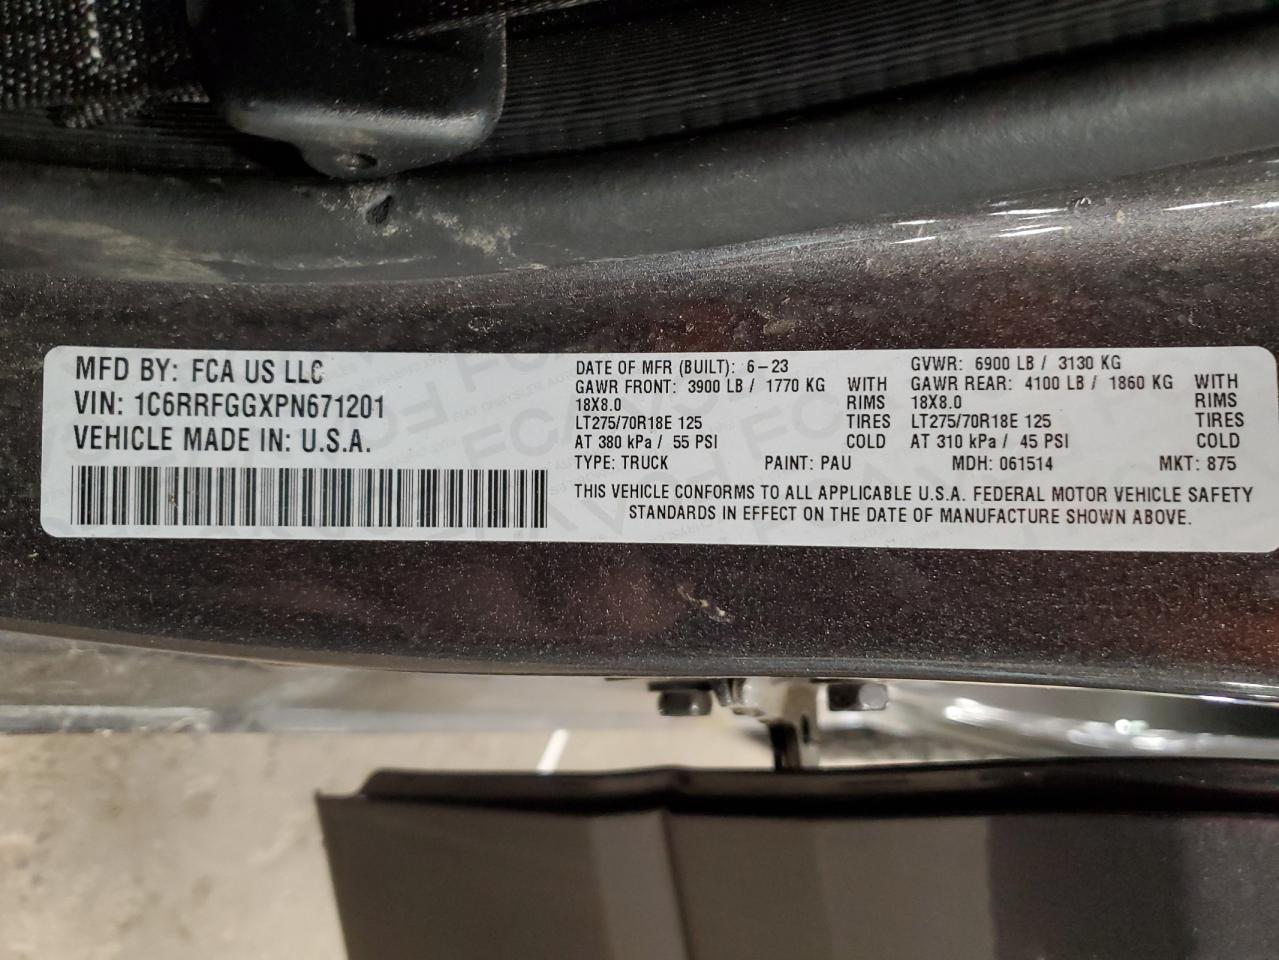 MFD BY: FCA US LLC
VIN: 1C6RRFGGXPN671201
VEHICLE MADE IN: U.S.A.
DATE OF MFR (BUILT): 6-23
GAWR FRONT: 3900 LB / 1770 KG WITH
18X8.0 RIMS
LT275/70R18E 125 TIRES
AT 380 kPa / 55 PSI COLD
GVWR: 6900 LB / 3130 KG
GAWR REAR: 4100 LB / 1860 KG WITH
18X8.0 RIMS
LT275/70R18E 125 TIRES
AT 310 kPa / 45 PSI COLD
TYPE: TRUCK PAINT: PAU MDH: 061514 MKT: 875
THIS VEHICLE CONFORMS TO ALL APPLICABLE U.S.A. FEDERAL MOTOR VEHICLE SAFETY
STANDARDS IN EFFECT ON THE DATE OF MANUFACTURE SHOWN ABOVE.